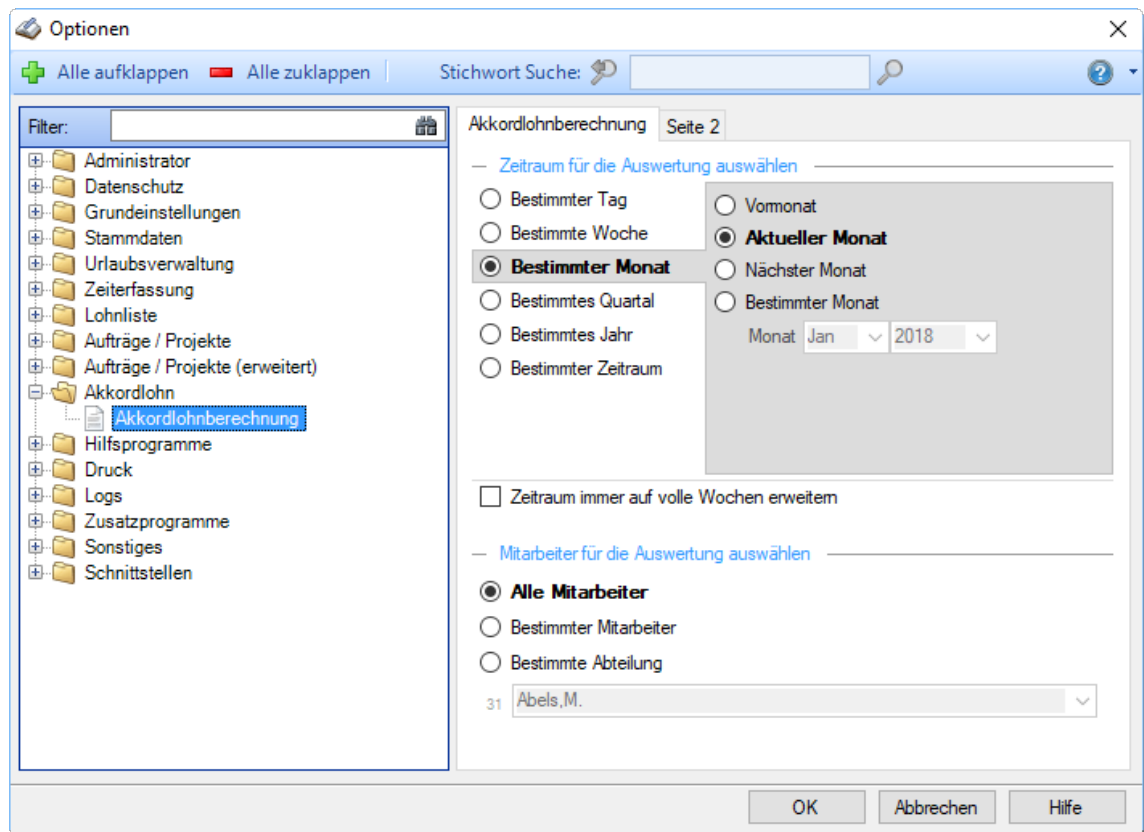 Optionen
Alle aufklappen Alle zuklappen Stichwort Suche:
Filter:
Administrator
Datenschutz
Grundeinstellungen
Stammdaten
Urlaubsverwaltung
Zeiterfassung
Lohnliste
Aufträge / Projekte
Aufträge / Projekte (erweitert)
Akkordlohn
Akkordlohnberechnung
Hilfsprogramme
Druck
Logs
Zusatzprogramme
Sonstiges
Schnittstellen
Akkordlohnberechnung Seite 2
Zeitraum für die Auswertung auswählen
Bestimmter Tag
Bestimmte Woche
Bestimmter Monat
Bestimmtes Quartal
Bestimmtes Jahr
Bestimmter Zeitraum
Vormonat
Aktueller Monat
Nächster Monat
Bestimmter Monat
Monat Jan 2018
Zeitraum immer auf volle Wochen erweitern
Mitarbeiter für die Auswertung auswählen
Alle Mitarbeiter
Bestimmter Mitarbeiter
Bestimmte Abteilung
31 Abels,M.
OK Abbrechen Hilfe